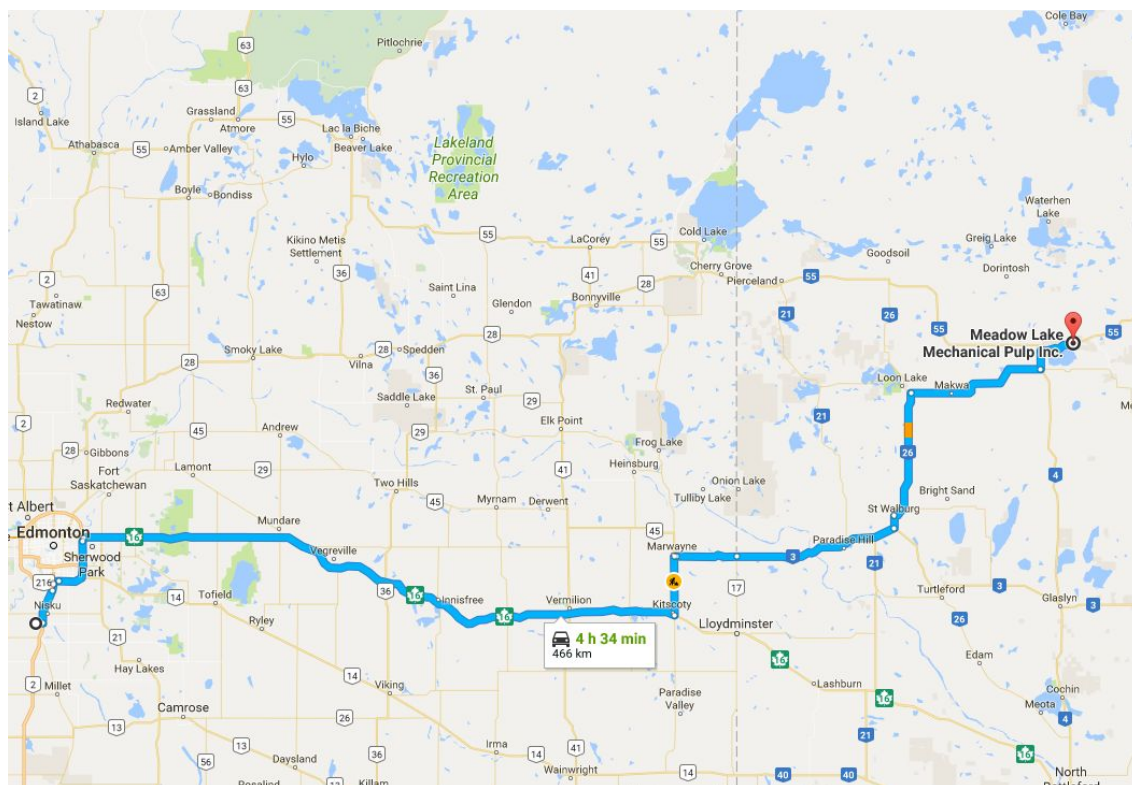 Cole Bay
Pitlochrie
63
63
2
Island Lake
Grassland
63
Atmore
55
Lac la Biche
Beaver Lake
Athabasca
55
Amber Valley
Hylo
Lakeland
Provincial
Recreation
Area
Boyle
Bondiss
Waterhen
Lake
Kikino Metis
Settlement
36
55
LaCorey
55
Cold Lake
Greig Lake
Goodsoil
Dorintosh
2
Tawatinaw
Nestow
63
Saint Lina
Glendon
41
Bonnyville
28
Cherry Grove
Pierceland
55
21
26
55
55
Meadow Lake
Mechanical Pulp Inc.
28
Smoky Lake
Vilna
28
Spedden
28
36
St. Paul
Saddle Lake
29
Loon Lake
Makwa
Me
Redwater
45
Andrew
29
Elk Point
21
2
28
Gibbons
Fort
Saskatchewan
Lamont
29
Frog Lake
Heinsburg
41
26
4
Two Hills
45
Myrnam
Derwent
Onion Lake
Tulliby Lake
Bright Sand
t Albert
Edmonton
Sherwood
Park
16
Mundare
45
Marwayne
St Walburg
3
Paradise Hill
21
Vegreville
216
Nisku
14
Tofield
Ryley
36
16
Innisfree
16
Vermilion
Kitscoty
17
Lloydminster
Turtleford
3
Glaslyn
3
4 h 34 min
466 km
21
Hay Lakes
2
Millet
14
Viking
16
Lashburn
16
Edam
Cochin
Meota
4
13
Camrose
13
26
Paradise
Valley
56
Daysland
36
Killam
Irma
14
41
Wainwright
14
21
16
40
40
North